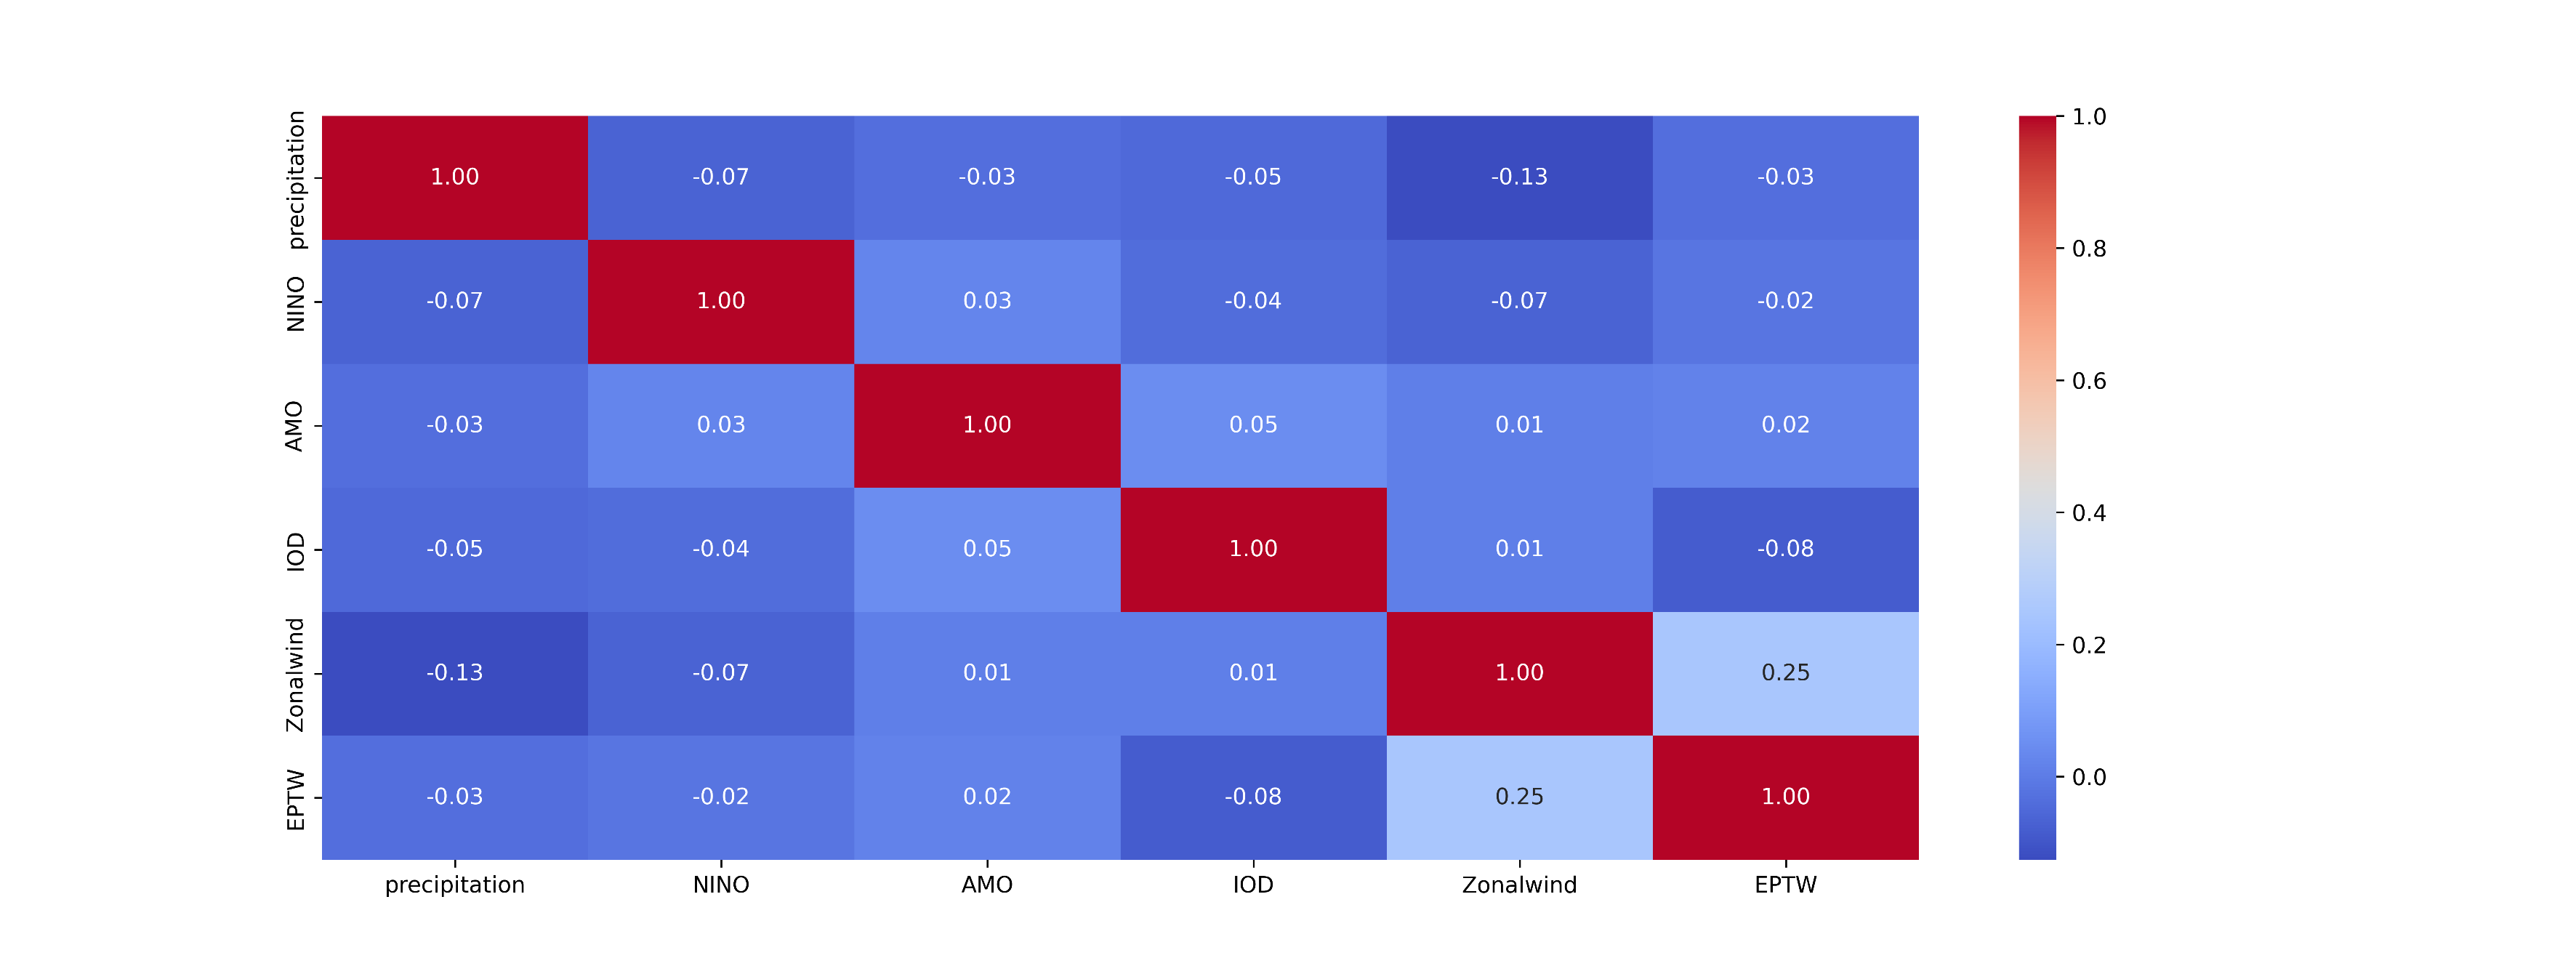 precipitation 1.00 -0.07 -0.03 -0.05 -0.13 -0.03
NINO -0.07 1.00 0.03 -0.04 -0.07 -0.02
AMO -0.03 0.03 1.00 0.05 0.01 0.02
IOD -0.05 -0.04 0.05 1.00 0.01 -0.08
Zonalwind -0.13 -0.07 0.01 0.01 1.00 0.25
EPTW -0.03 -0.02 0.02 -0.08 0.25 1.00
precipitation NINO AMO IOD Zonalwind EPTW
1.0
0.8
0.6
0.4
0.2
0.0